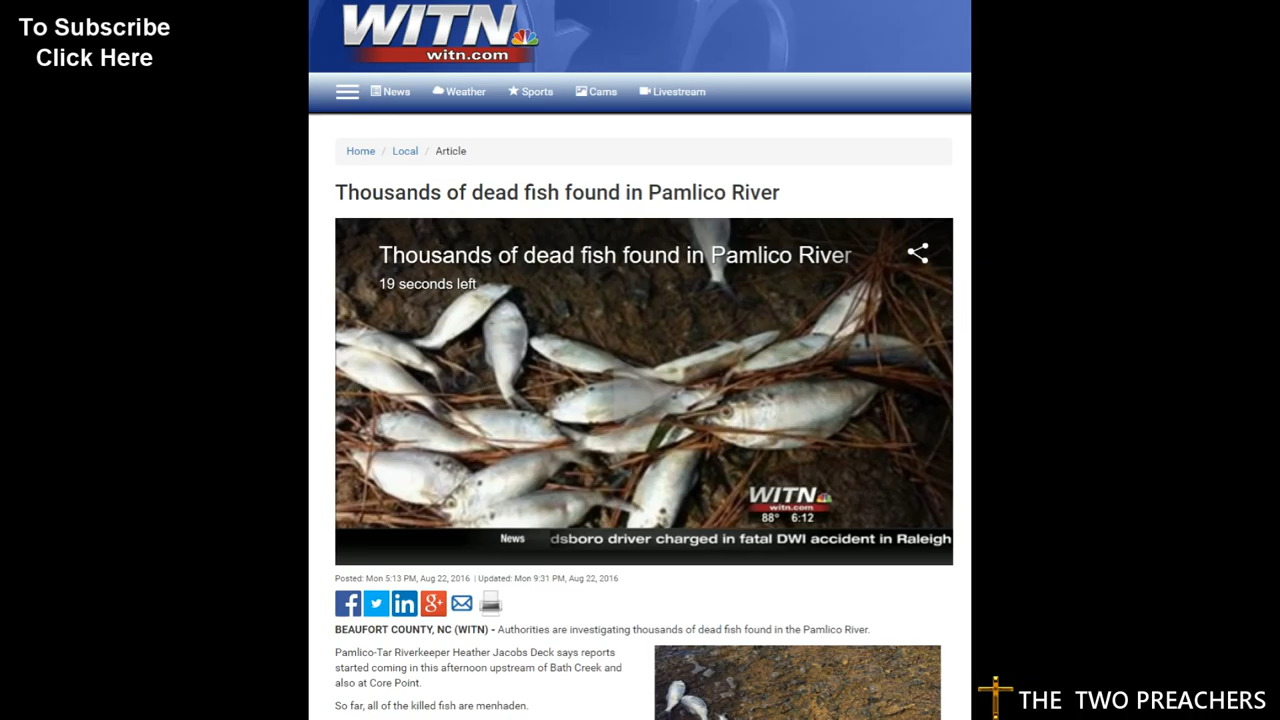 To Subscribe
Click Here
WITN
witn.com
News Weather Sports Cams Livestream
Home / Local / Article
Thousands of dead fish found in Pamlico River
Thousands of dead fish found in Pamlico River
19 seconds left
WITN
witn.com
88° 6:12
News dsboro driver charged in fatal DWI accident in Raleigh
Posted: Mon 5:13 PM, Aug 22, 2016 | Updated: Mon 9:31 PM, Aug 22, 2016
BEAUFORT COUNTY, NC (WITN) - Authorities are investigating thousands of dead fish found in the Pamlico River.
Pamlico-Tar Riverkeeper Heather Jacobs Deck says reports
started coming in this afternoon upstream of Bath Creek and
also at Core Point.
So far, all of the killed fish are menhaden.
THE TWO PREACHERS